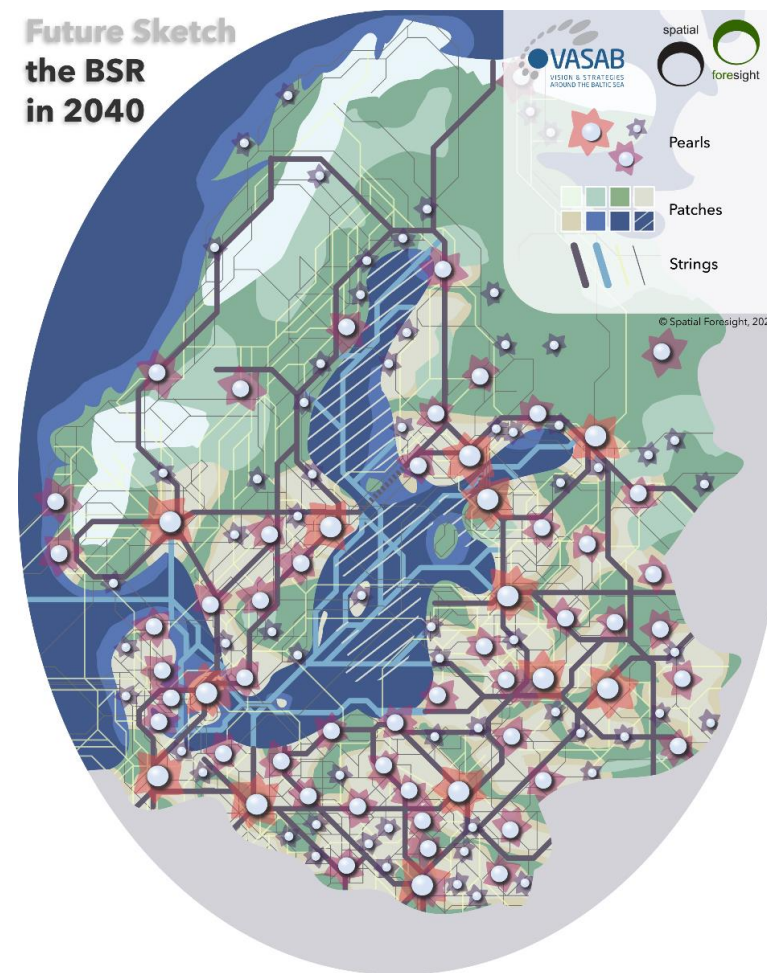 Future Sketch
the BSR
in 2040
VASAB
VISION & STRATEGIES
AROUND THE BALTIC SEA
spatial
foresight
Pearls
Patches
Strings
© Spatial Foresight, 202